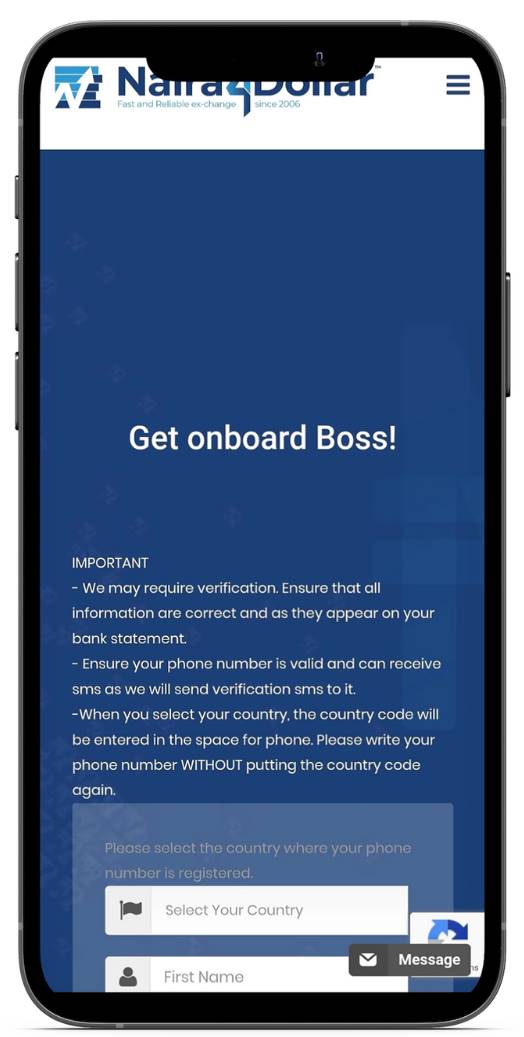 Naira4Dollar™
Fast and Reliable ex-change since 2006
Get onboard Boss!
IMPORTANT
- We may require verification. Ensure that all
information are correct and as they appear on your
bank statement.
- Ensure your phone number is valid and can receive
sms as we will send verification sms to it.
-When you select your country, the country code will
be entered in the space for phone. Please write your
phone number WITHOUT putting the country code
again.
Please select the country where your phone
number is registered.
Select Your Country
First Name
Message